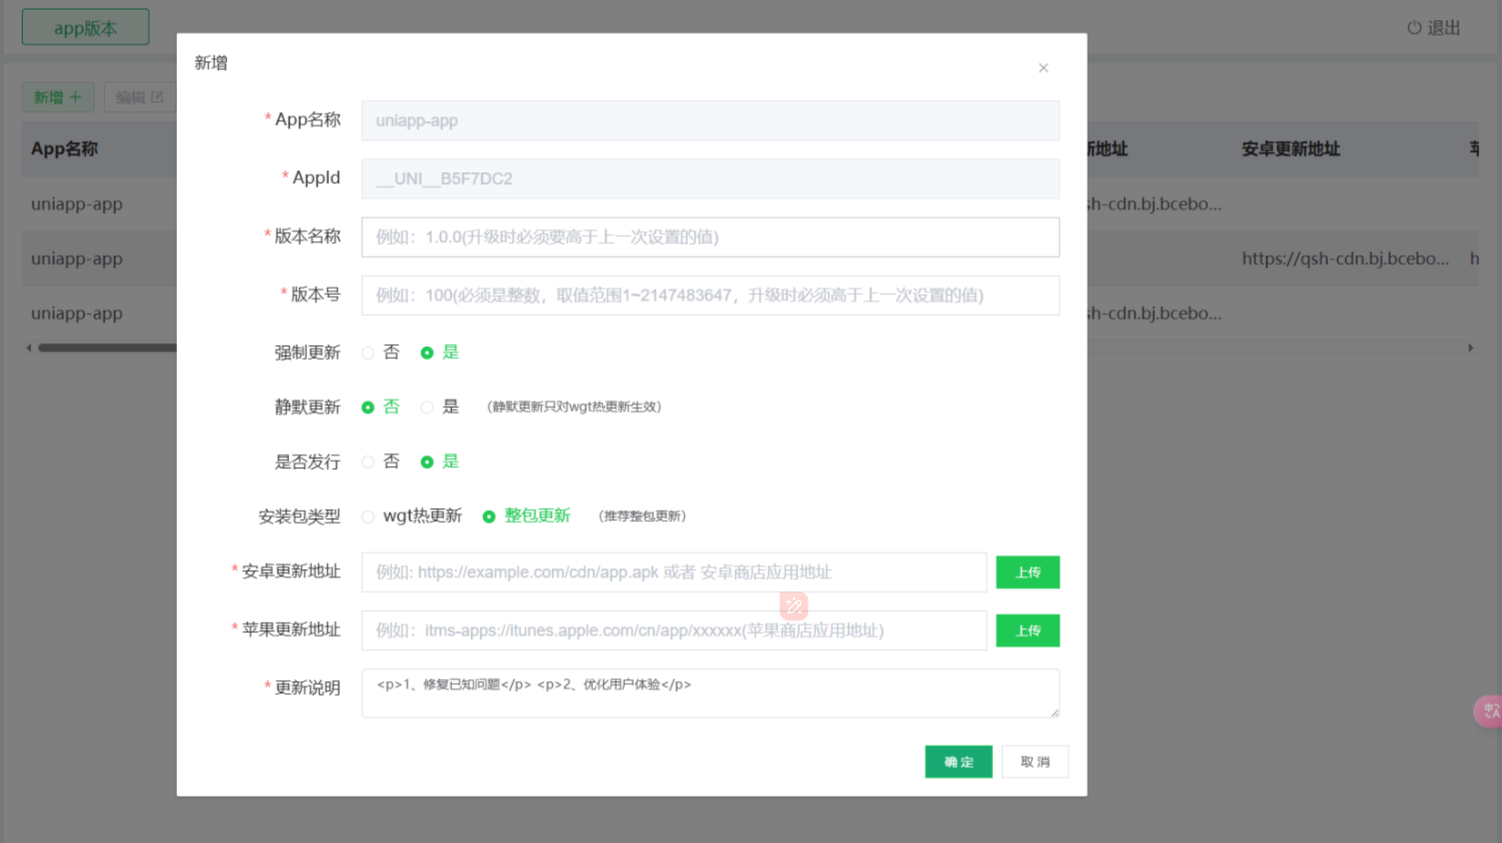 app版本
退出
新增
新增 +
编辑
App名称
新地址
安卓更新地址
uniapp-app
sh-cdn.bj.bcebo...
uniapp-app
https://qsh-cdn.bj.bcebo...
h
uniapp-app
sh-cdn.bj.bcebo...
* App名称
uniapp-app
* AppId
__UNI__B5F7DC2
* 版本名称
例如：1.0.0(升级时必须要高于上一次设置的值)
* 版本号
例如：100(必须是整数，取值范围1~2147483647，升级时必须高于上一次设置的值)
强制更新 否 是
静默更新 否 是 (静默更新只对wgt热更新生效)
是否发行 否 是
安装包类型 wgt热更新 整包更新 (推荐整包更新)
* 安卓更新地址
例如: https://example.com/cdn/app.apk 或者 安卓商店应用地址
上传
* 苹果更新地址
例如：itms-apps://itunes.apple.com/cn/app/xxxxxx(苹果商店应用地址)
上传
* 更新说明
<p>1、修复已知问题</p> <p>2、优化用户体验</p>
确定
取消